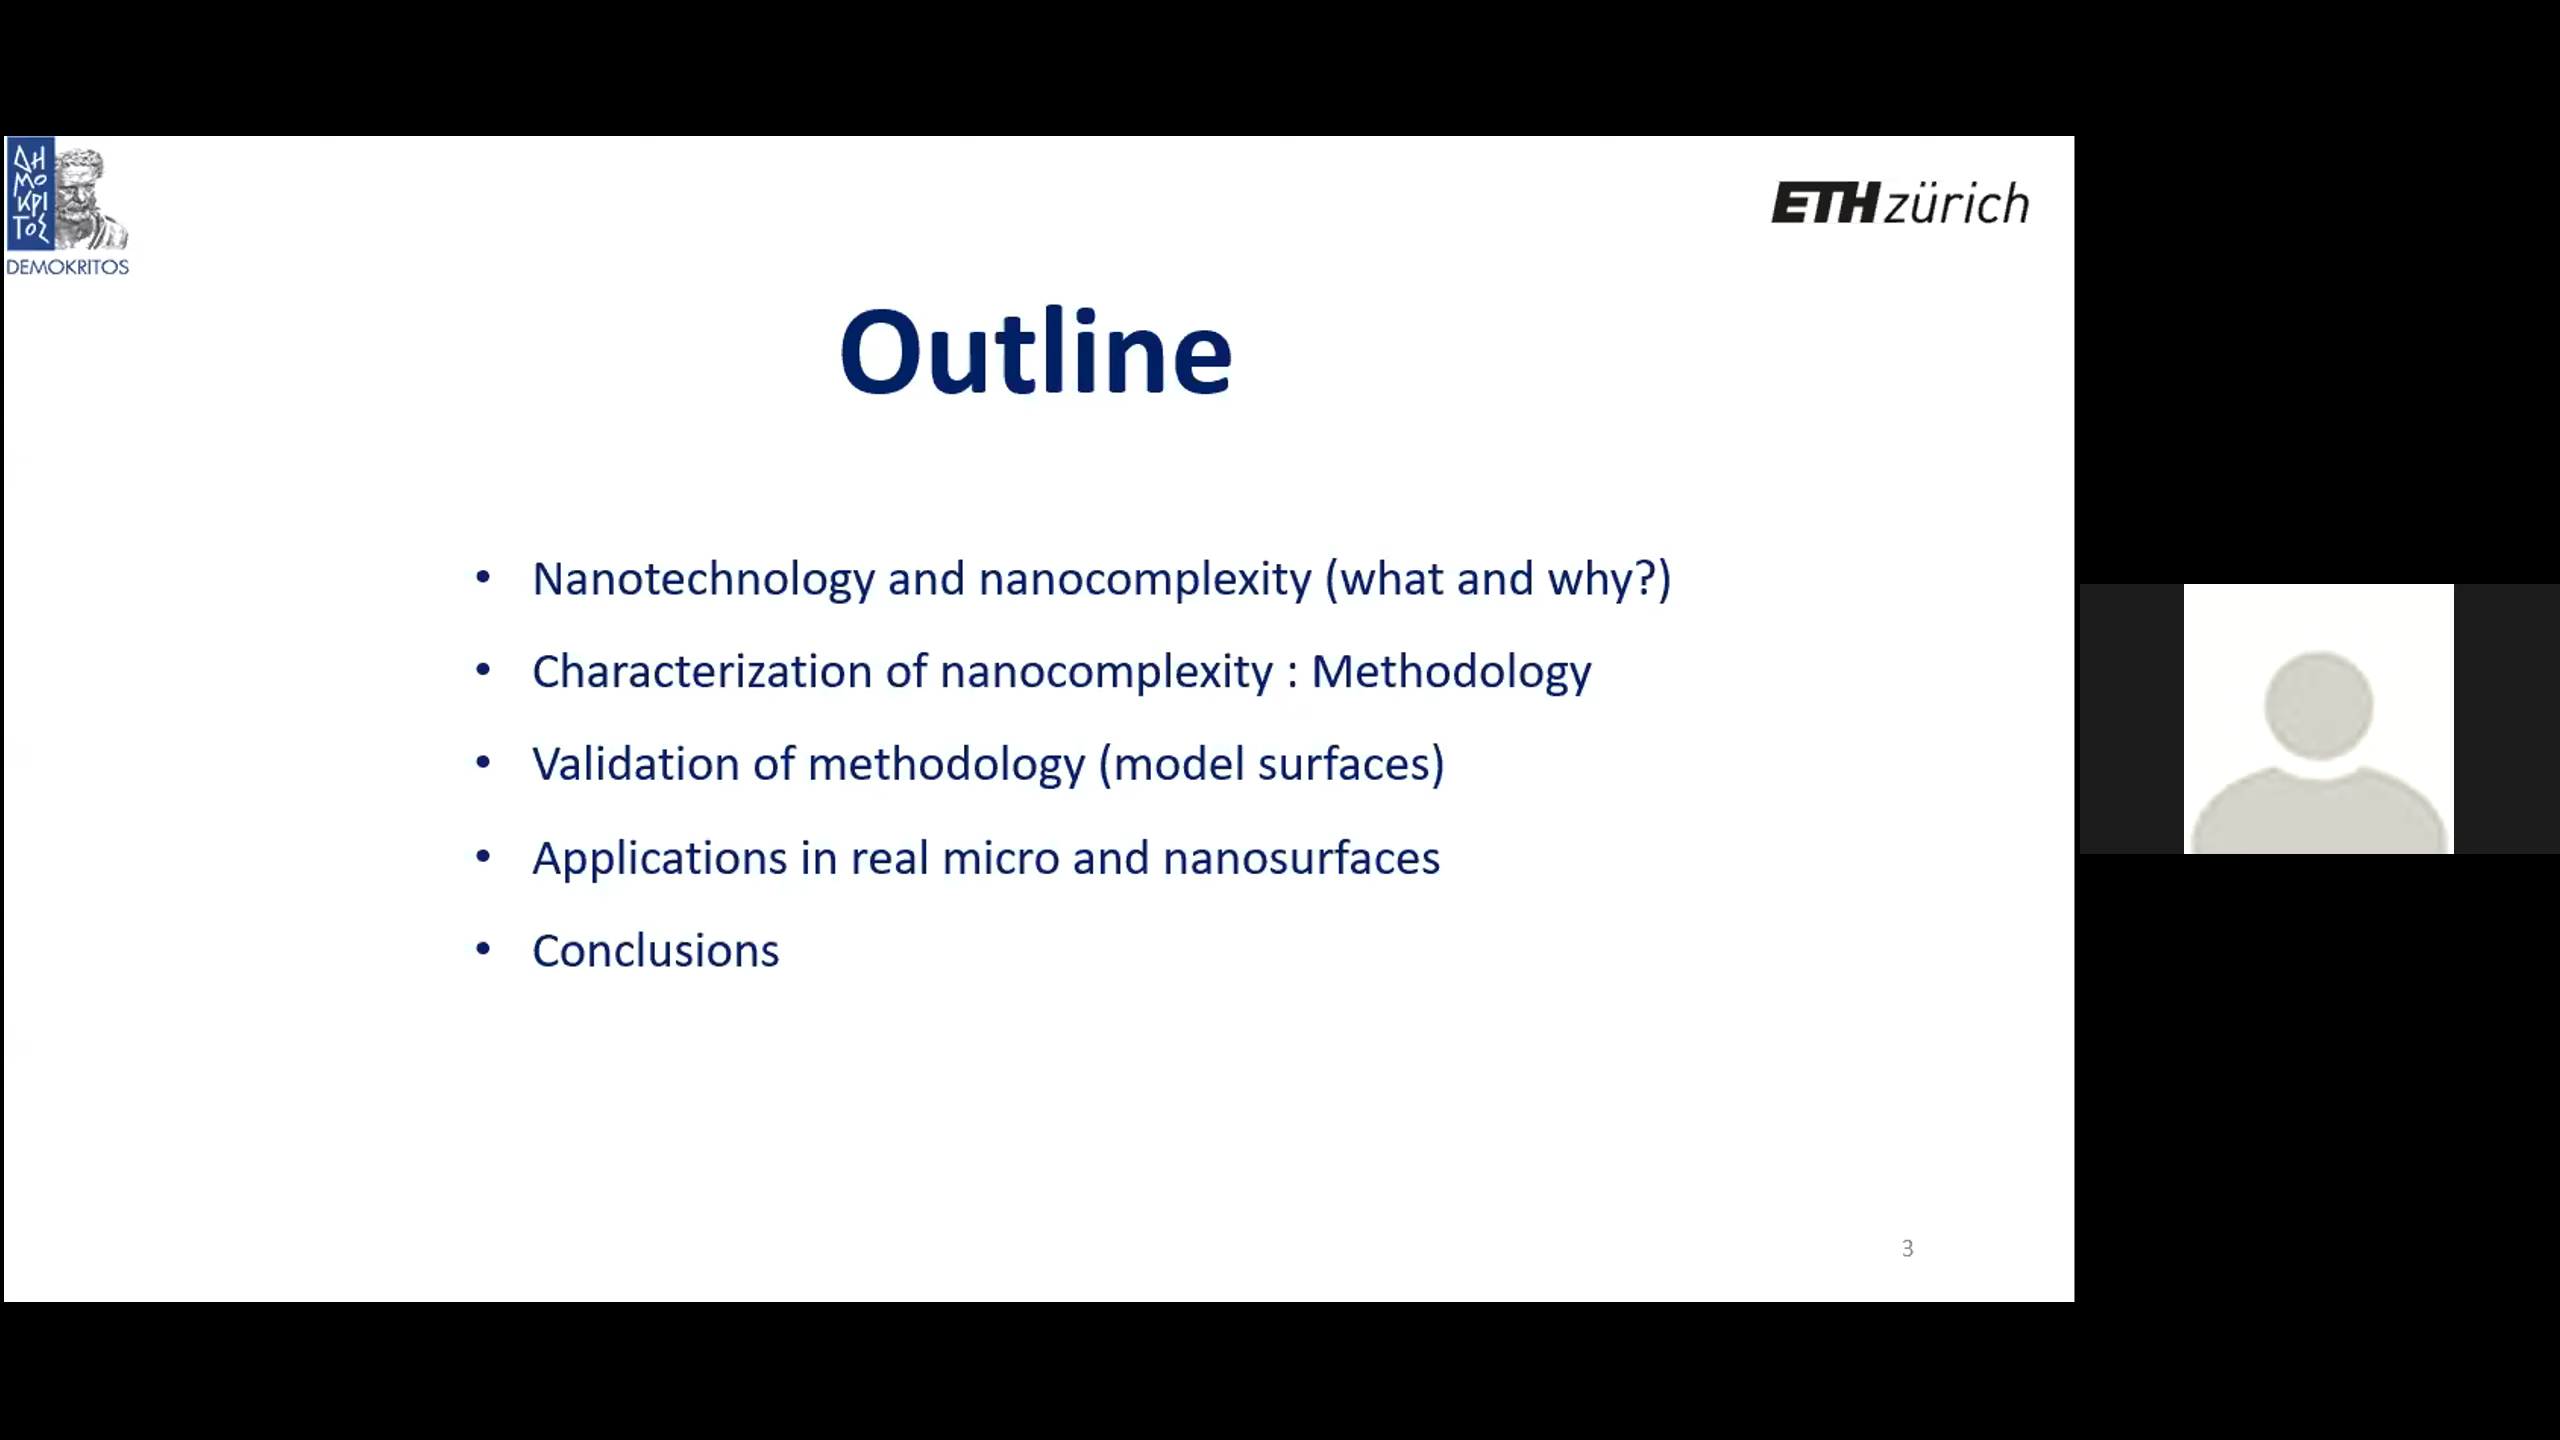 ΔΗ
ΜΟ
ΚΡΙ
ΤΟΣ
DEMOKRITOS
ETH zürich
Outline
• Nanotechnology and nanocomplexity (what and why?)
• Characterization of nanocomplexity : Methodology
• Validation of methodology (model surfaces)
• Applications in real micro and nanosurfaces
• Conclusions
3